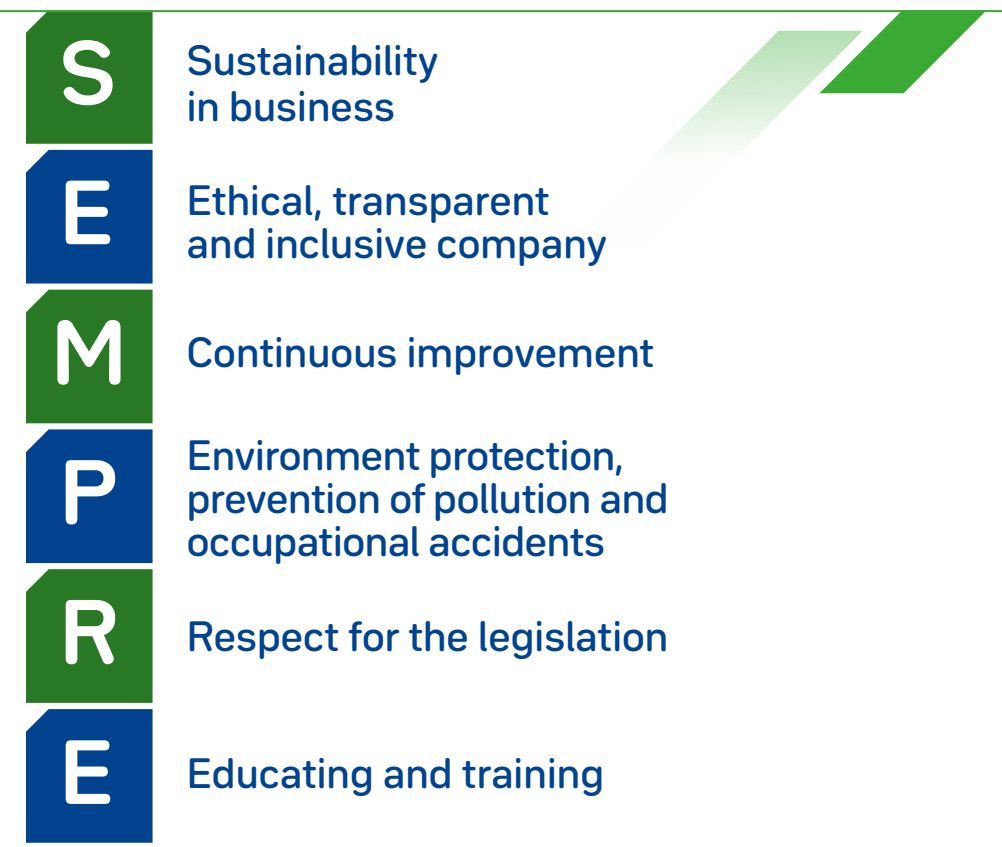 S
Sustainability
in business
E
Ethical, transparent
and inclusive company
M
Continuous improvement
P
Environment protection,
prevention of pollution and
occupational accidents
R
Respect for the legislation
E
Educating and training